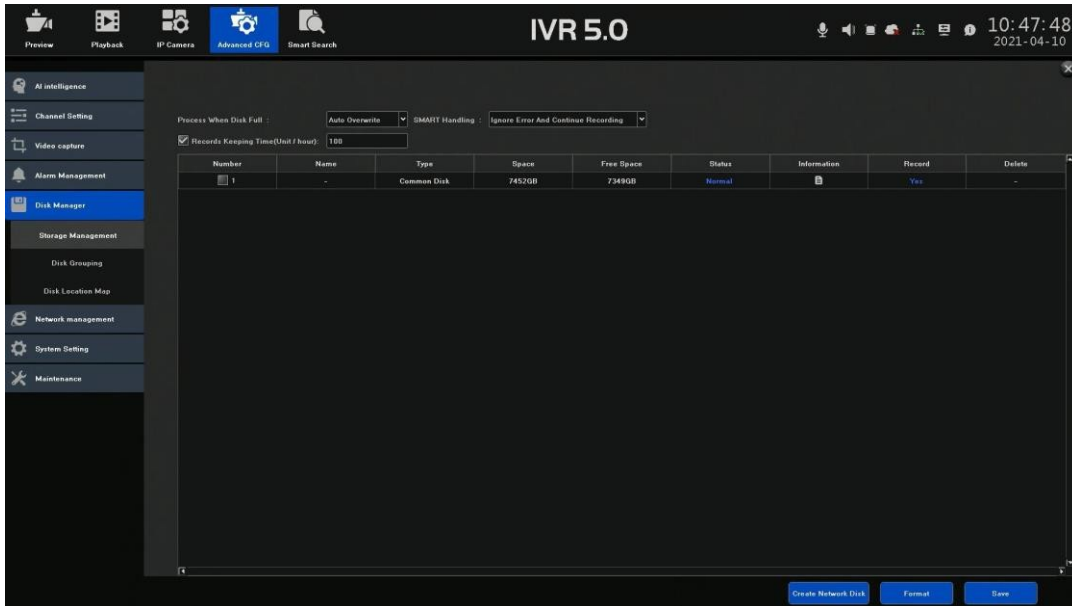 Preview Playback IP Camera Advanced CFG Smart Search IVR 5.0 10:47:48
2021-04-10
AI intelligence
Channel Setting
Video capture
Alarm Management
Disk Manager
Storage Management
Disk Grouping
Disk Location Map
Network management
System Setting
Maintenance
Process When Disk Full : Auto Overwrite SMART Handling : Ignore Error And Continue Recording
Records Keeping Time(Unit / hour): 100
Number Name Type Space Free Space Status Information Record Delete
1 - Common Disk 7452GB 7349GB Normal Yes -
Create Network Disk Format Save